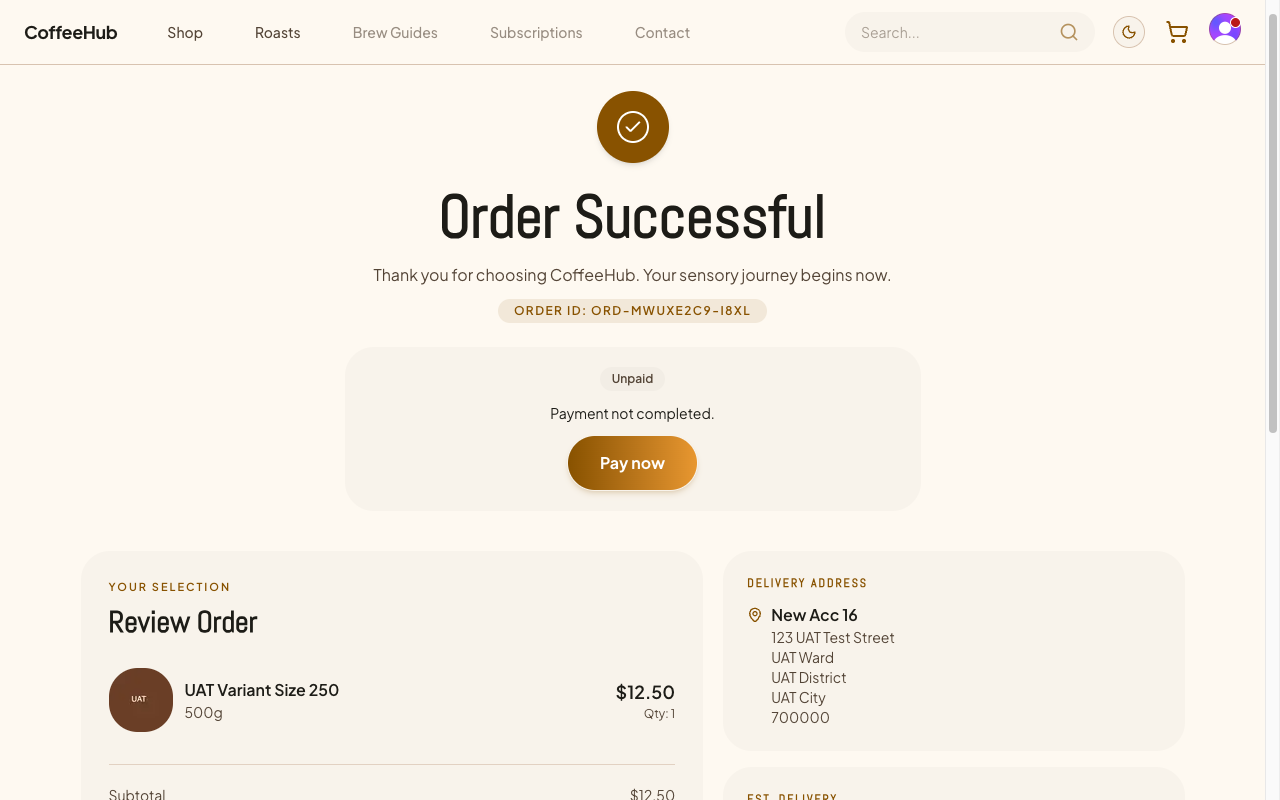 CoffeeHub
Shop
Roasts
Brew Guides
Subscriptions
Contact
Search...
Order Successful
Thank you for choosing CoffeeHub. Your sensory journey begins now.
ORDER ID: ORD-MWUXE2C9-I8XL
Unpaid
Payment not completed.
Pay now
YOUR SELECTION
Review Order
UAT
UAT Variant Size 250
500g
$12.50
Qty: 1
Subtotal
$12.50
DELIVERY ADDRESS
New Acc 16
123 UAT Test Street
UAT Ward
UAT District
UAT City
700000
EST. DELIVERY